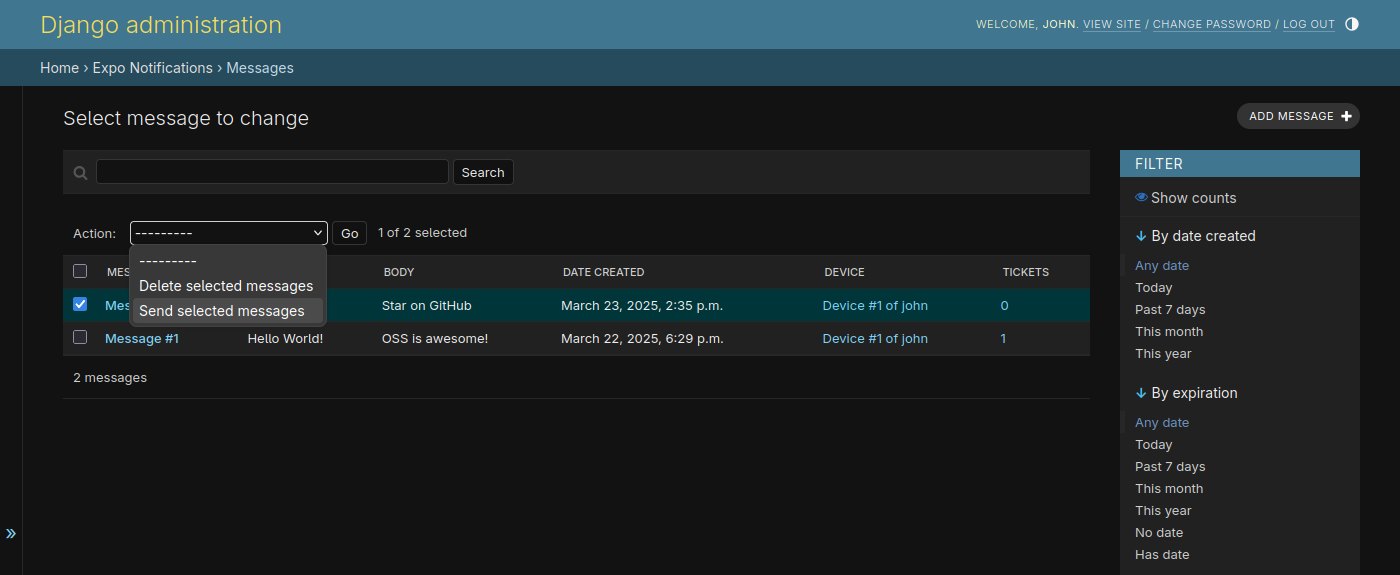 Django administration
WELCOME, JOHN. VIEW SITE / CHANGE PASSWORD / LOG OUT
Home › Expo Notifications › Messages
Select message to change
ADD MESSAGE
Search
Action: --------- Go 1 of 2 selected
---------
Delete selected messages
Send selected messages
MES BODY DATE CREATED DEVICE TICKETS
Mes Star on GitHub March 23, 2025, 2:35 p.m. Device #1 of john 0
Message #1 Hello World! OSS is awesome! March 22, 2025, 6:29 p.m. Device #1 of john 1
2 messages
FILTER
Show counts
By date created
Any date
Today
Past 7 days
This month
This year
By expiration
Any date
Today
Past 7 days
This month
This year
No date
Has date
»